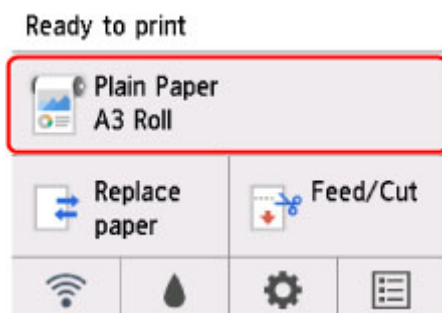 Ready to print
Plain Paper
A3 Roll
Replace
paper
Feed/Cut